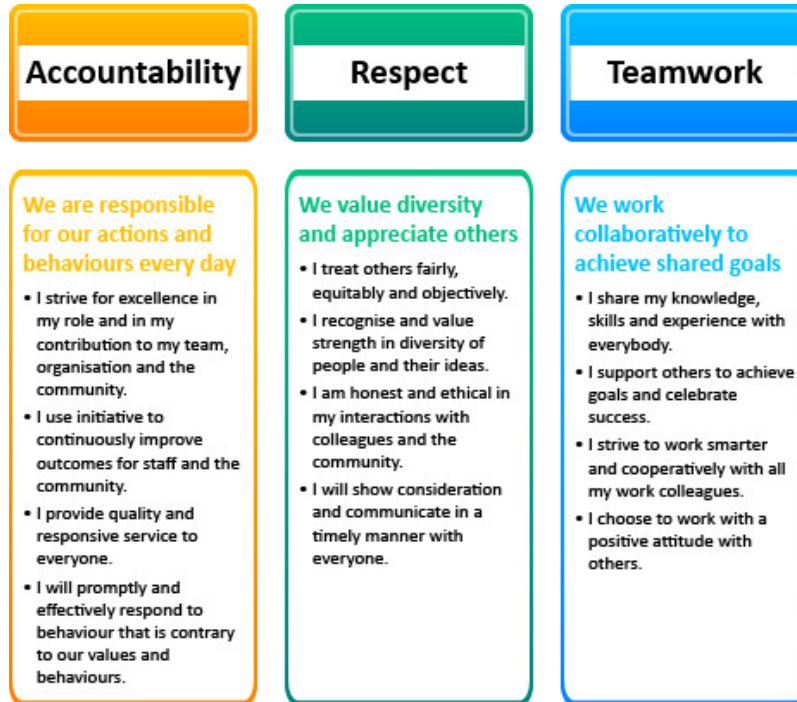 Accountability
We are responsible
for our actions and
behaviours every day
• I strive for excellence in
my role and in my
contribution to my team,
organisation and the
community.
• I use initiative to
continuously improve
outcomes for staff and the
community.
• I provide quality and
responsive service to
everyone.
• I will promptly and
effectively respond to
behaviour that is contrary
to our values and
behaviours.
Respect
We value diversity
and appreciate others
• I treat others fairly,
equitably and objectively.
• I recognise and value
strength in diversity of
people and their ideas.
• I am honest and ethical in
my interactions with
colleagues and the
community.
• I will show consideration
and communicate in a
timely manner with
everyone.
Teamwork
We work
collaboratively to
achieve shared goals
• I share my knowledge,
skills and experience with
everybody.
• I support others to achieve
goals and celebrate
success.
• I strive to work smarter
and cooperatively with all
my work colleagues.
• I choose to work with a
positive attitude with
others.